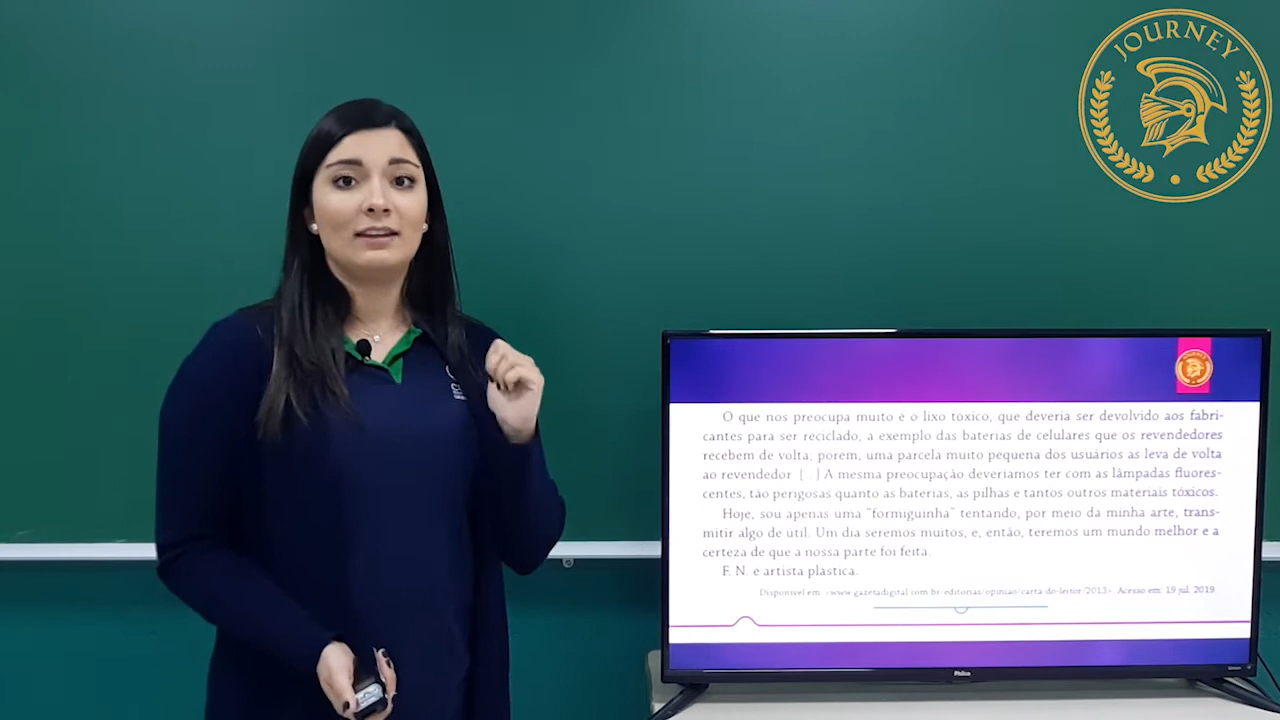 JOURNEY
JOURNEY
O que nos preocupa muito é o lixo tóxico, que deveria ser devolvido aos fabri-
cantes para ser reciclado, a exemplo das baterias de celulares que os revendedores
recebem de volta, porém, uma parcela muito pequena dos usuários as leva de volta
ao revendedor. [...] A mesma preocupação deveríamos ter com as lâmpadas fluores-
centes, tão perigosas quanto as baterias, as pilhas e tantos outros materiais tóxicos.
Hoje, sou apenas uma "formiguinha" tentando, por meio da minha arte, trans-
mitir algo de útil. Um dia seremos muitos, e, então, teremos um mundo melhor e a
certeza de que a nossa parte foi feita.
F. N. é artista plástica.
Disponível em: <www.gazetadigital.com.br/editorias/opiniao/carta-do-leitor/2013>. Acesso em: 19 jul. 2019.
Philco